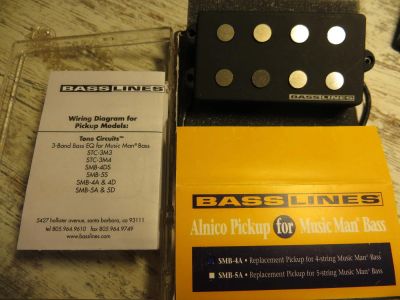 BASSLINES
Wiring Diagram for
Pickup Models:
Tone Circuits™
3-Band Bass EQ for Music Man® Bass
STC-3M3
STC-3M4
SMB-4DS
SMB-5S
SMB-4A & 4D
SMB-5A & 5D
5427 hollister avenue, santa barbara, ca 93111
tel 805.964.9610 fax 805.964.9749
www.basslines.com
BASSLINES
BASSLINES
Alnico Pickup for Music Man® Bass
SMB-4A • Replacement Pickup for 4-string Music Man® Bass
SMB-5A • Replacement Pickup for 5-string Music Man® Bass